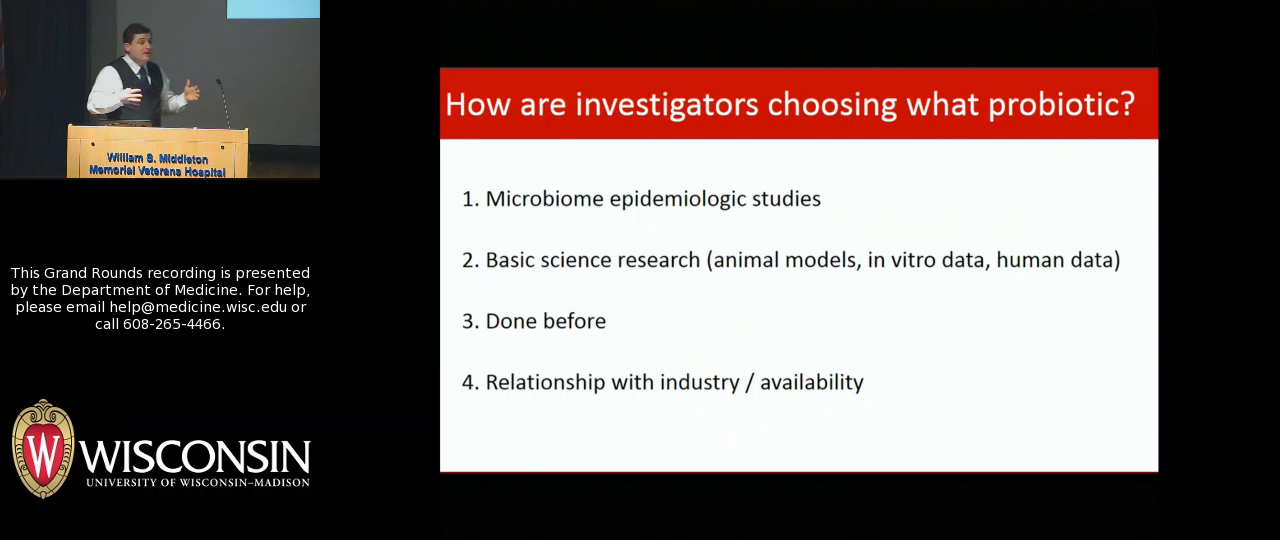 William S. Middleton
Memorial Veterans Hospital
This Grand Rounds recording is presented
by the Department of Medicine. For help,
please email help@medicine.wisc.edu or
call 608-265-4466.
W
WISCONSIN
UNIVERSITY OF WISCONSIN–MADISON
How are investigators choosing what probiotic?
1. Microbiome epidemiologic studies
2. Basic science research (animal models, in vitro data, human data)
3. Done before
4. Relationship with industry / availability